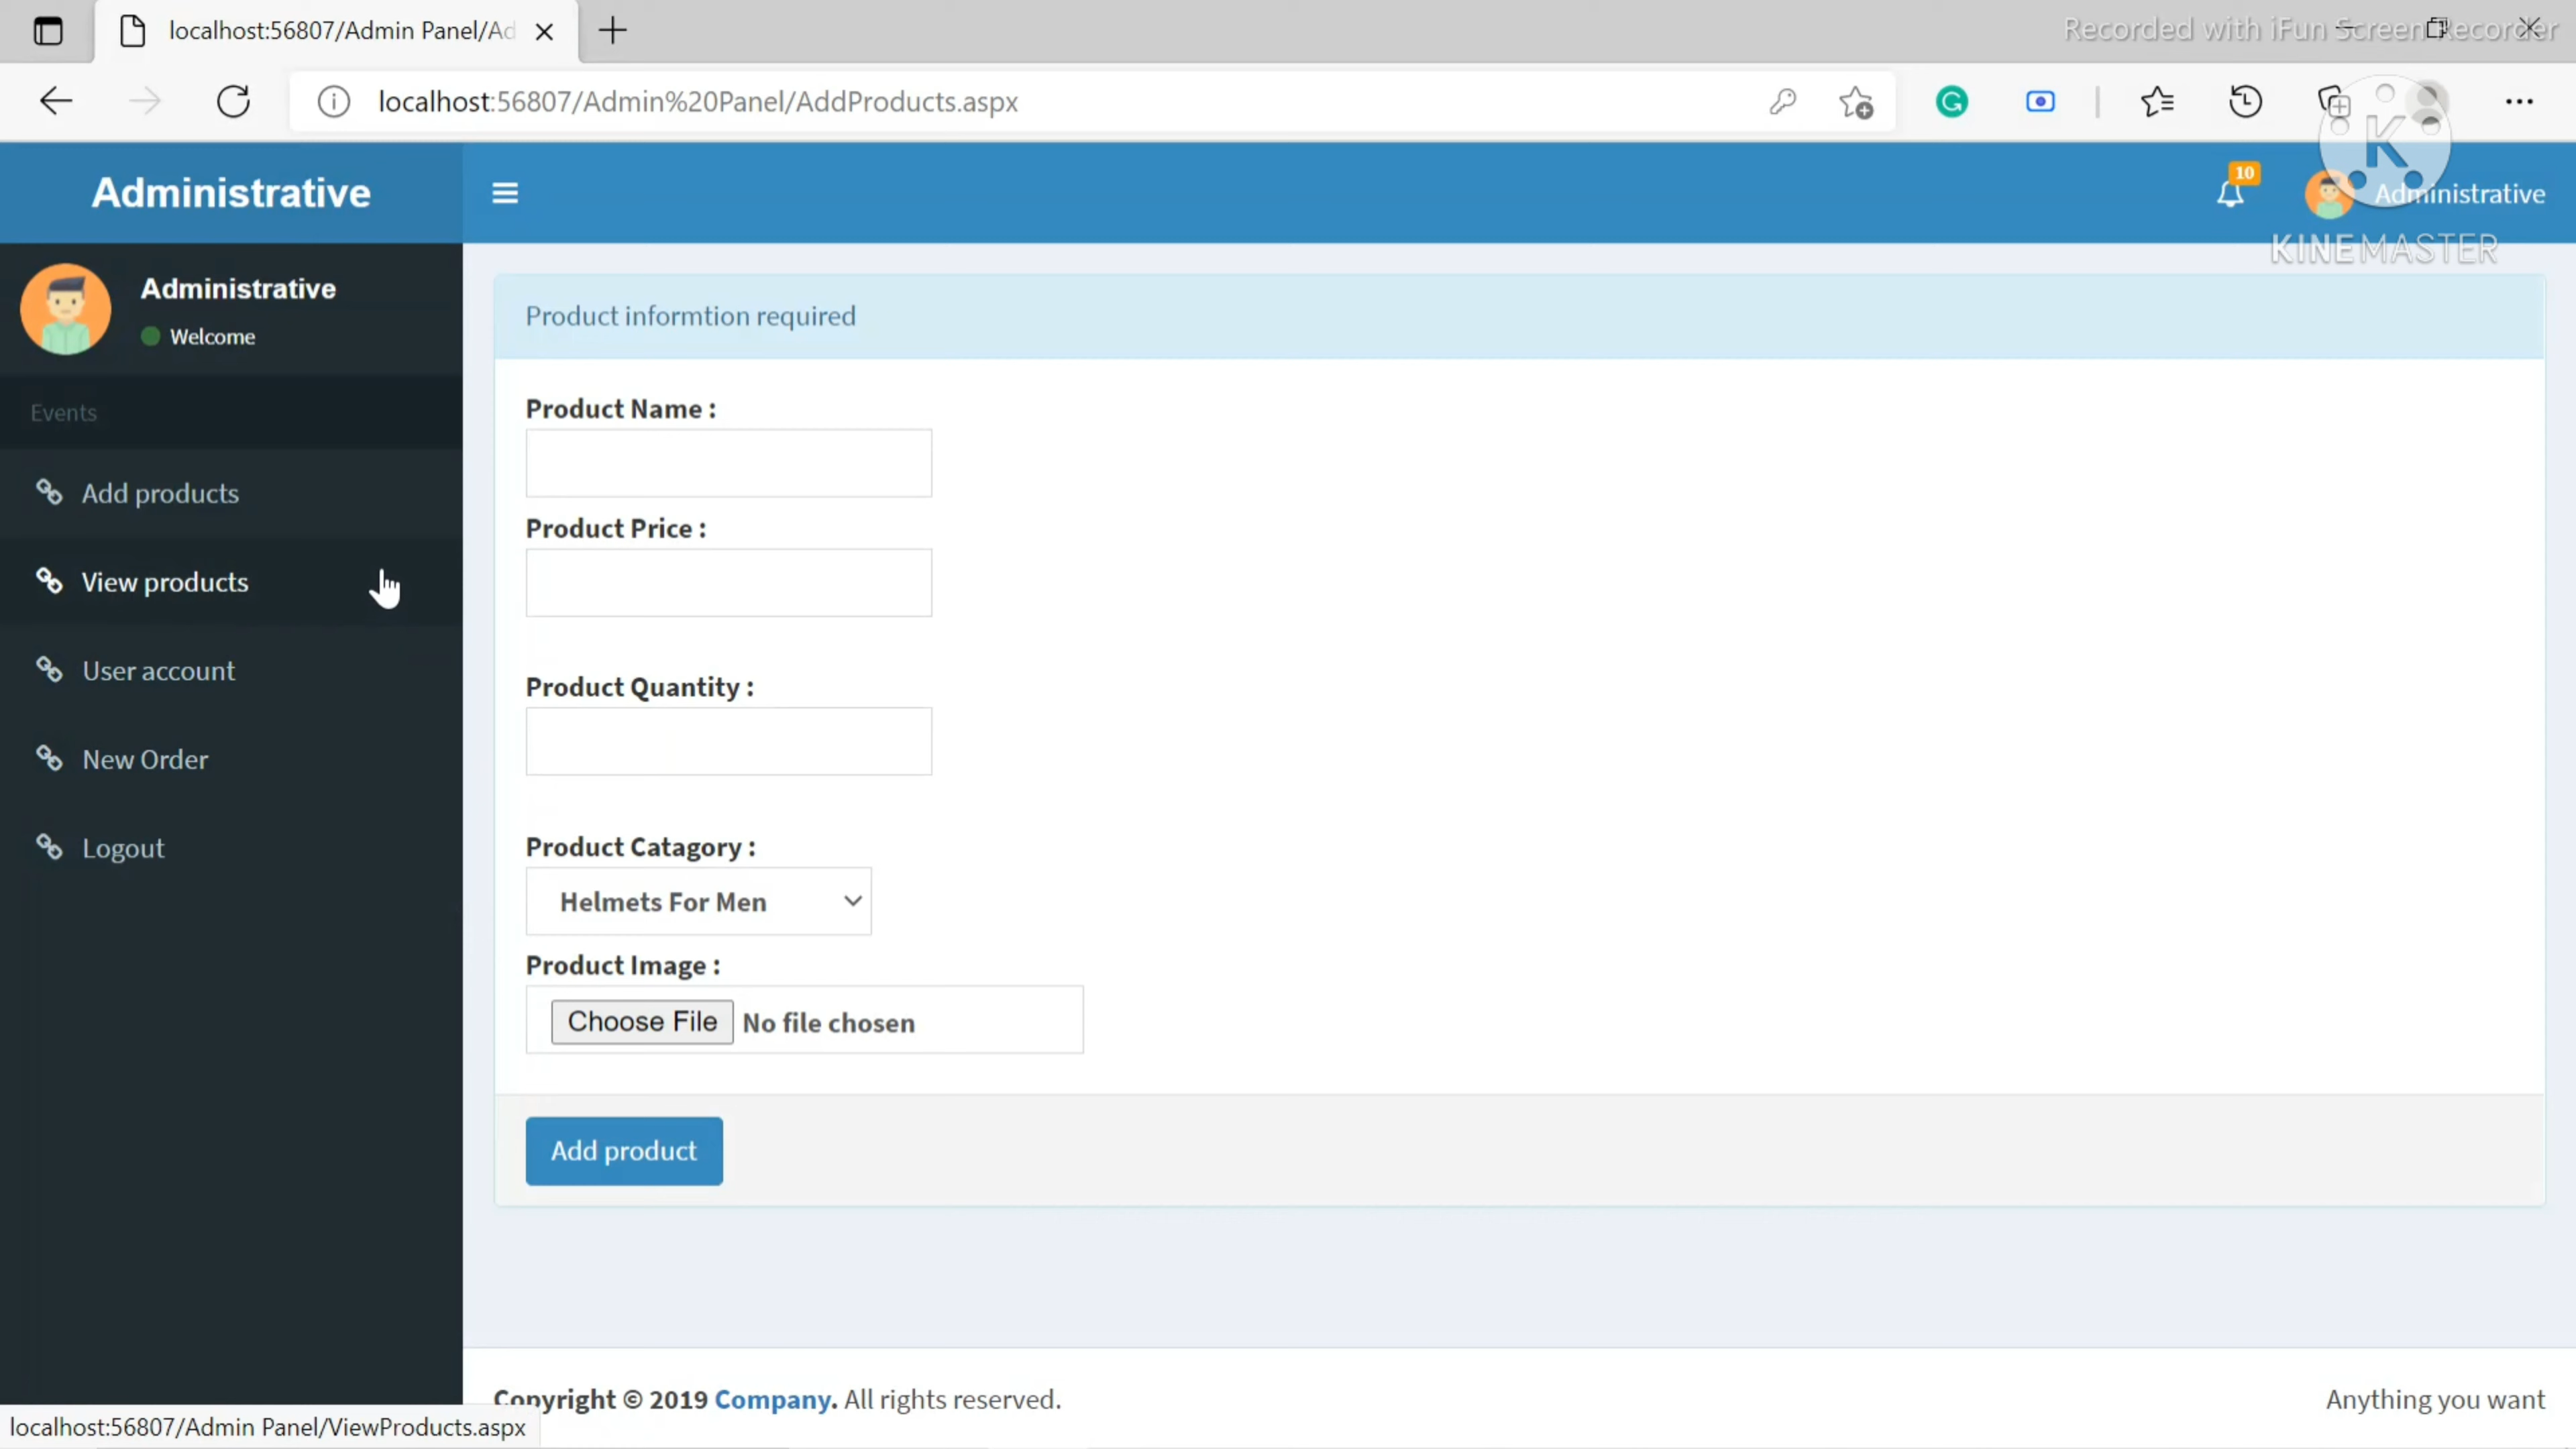 localhost:56807/Admin Panel/Ad
Recorded with iFun Screen Recorder
localhost:56807/Admin%20Panel/AddProducts.aspx
Administrative
10
Administrative
K
KINEMASTER
Administrative
Welcome
Product informtion required
Events
Product Name :
Add products
Product Price :
View products
User account
Product Quantity :
New Order
Logout
Product Catagory :
Helmets For Men
Product Image :
Choose File No file chosen
Add product
Copyright © 2019 Company. All rights reserved.
Anything you want
localhost:56807/Admin Panel/ViewProducts.aspx